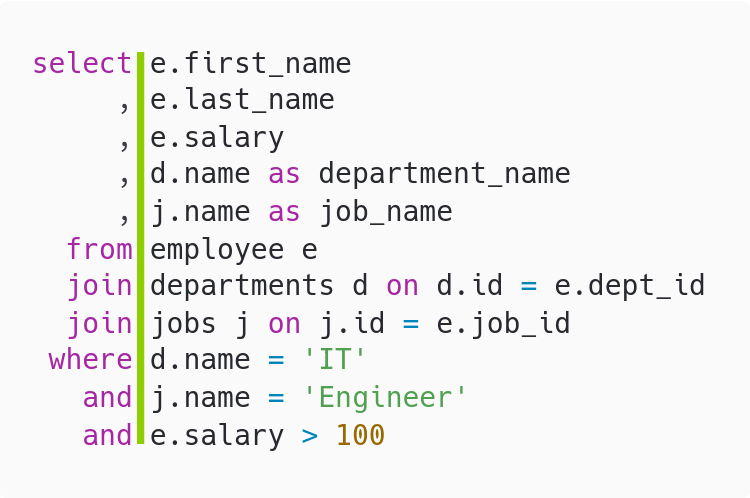 select e.first_name
, e.last_name
, e.salary
, d.name as department_name
, j.name as job_name
from employee e
join departments d on d.id = e.dept_id
join jobs j on j.id = e.job_id
where d.name = 'IT'
and j.name = 'Engineer'
and e.salary > 100